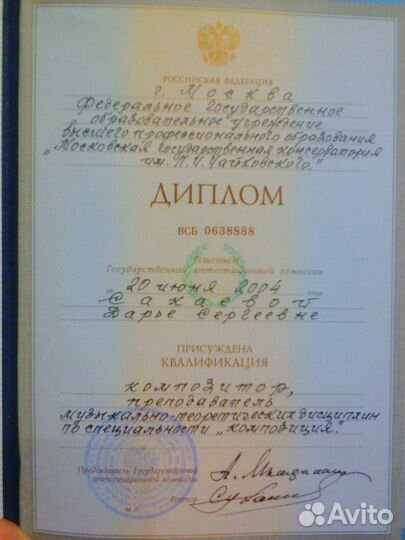 РОССИЙСКАЯ ФЕДЕРАЦИЯ
г. Москва
Федеральное государственное
образовательное учреждение
высшего профессионального образования
„Московская государственная консерватория
им. П.И. Чайковского."
ДИПЛОМ
ВСБ 0638888
Решением
Государственной аттестационной комиссии
от 20 июня 2004 года
Сакаевой
Дарье Сергеевне
ПРИСУЖДЕНА
КВАЛИФИКАЦИЯ
композитор,
преподаватель
музыкально-теоретических дисциплин
по специальности „композиция".
Председатель Государственной
аттестационной комиссии
Ректор
М.П.
Avito